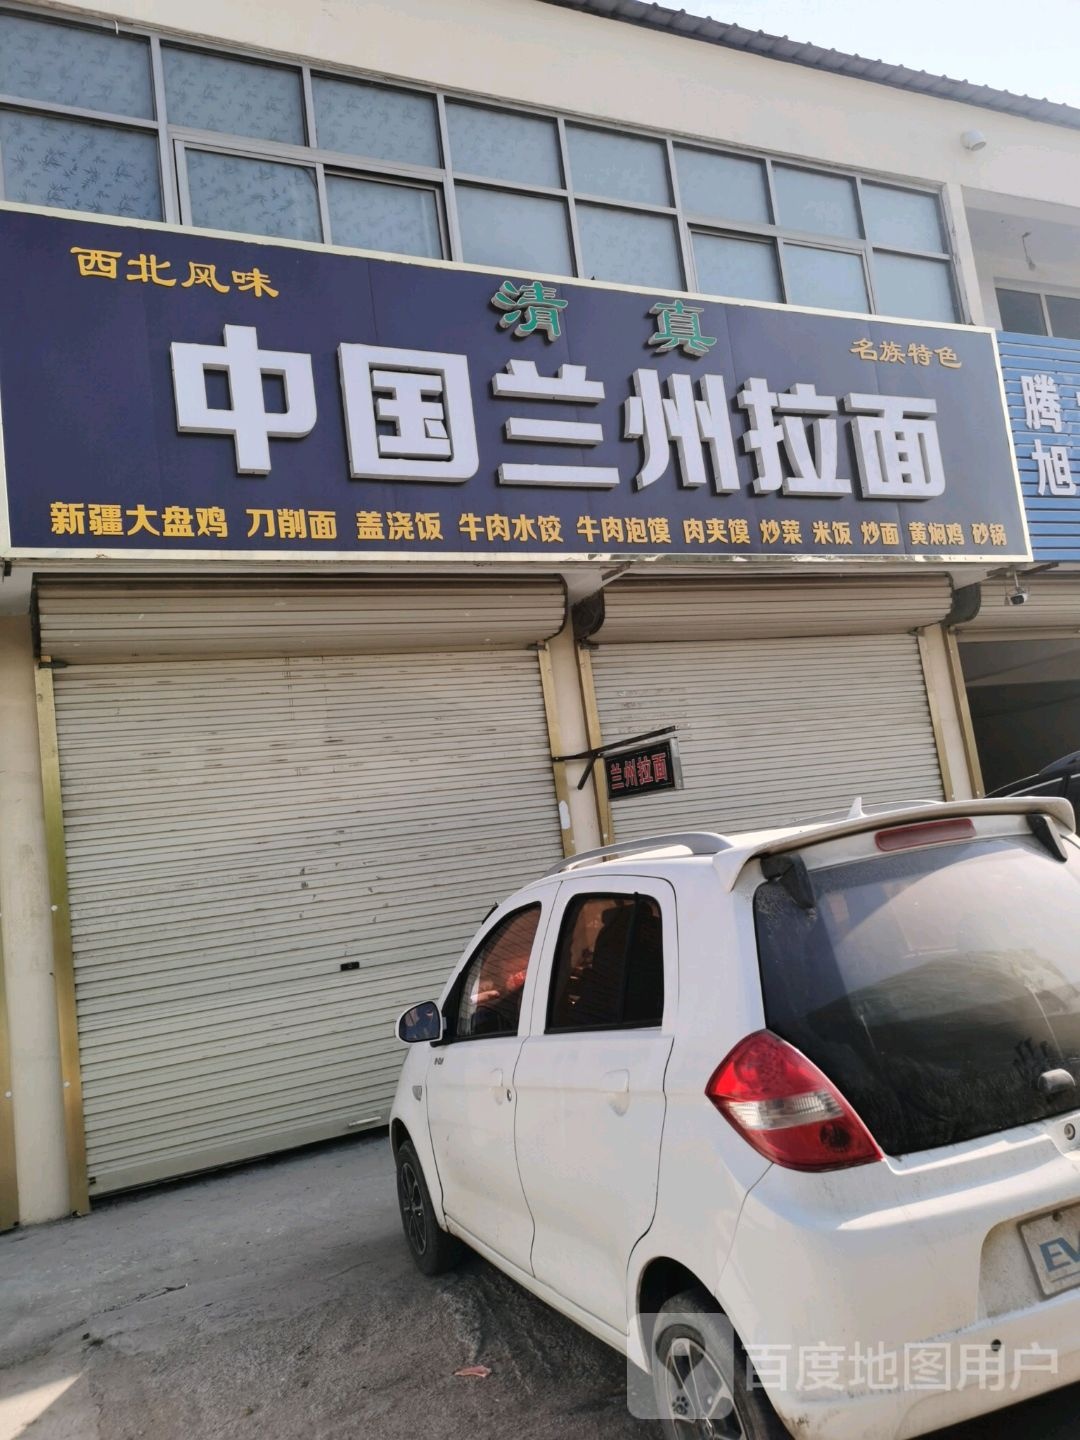 西北风味
清真
名族特色
中国兰州拉面
新疆大盘鸡 刀削面 盖浇饭 牛肉水饺 牛肉泡馍 肉夹馍 炒菜 米饭 炒面 黄焖鸡 砂锅
腾
旭
兰州拉面
EV
百度地图用户